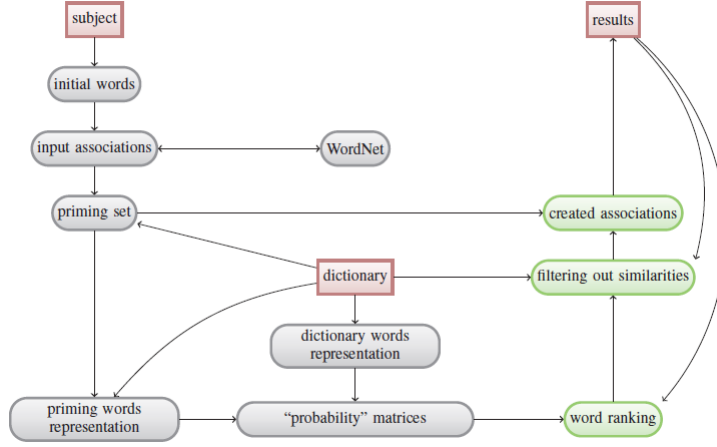 subject
results
initial words
input associations
WordNet
priming set
created associations
dictionary
filtering out similarities
dictionary words
representation
priming words
representation
“probability” matrices
word ranking